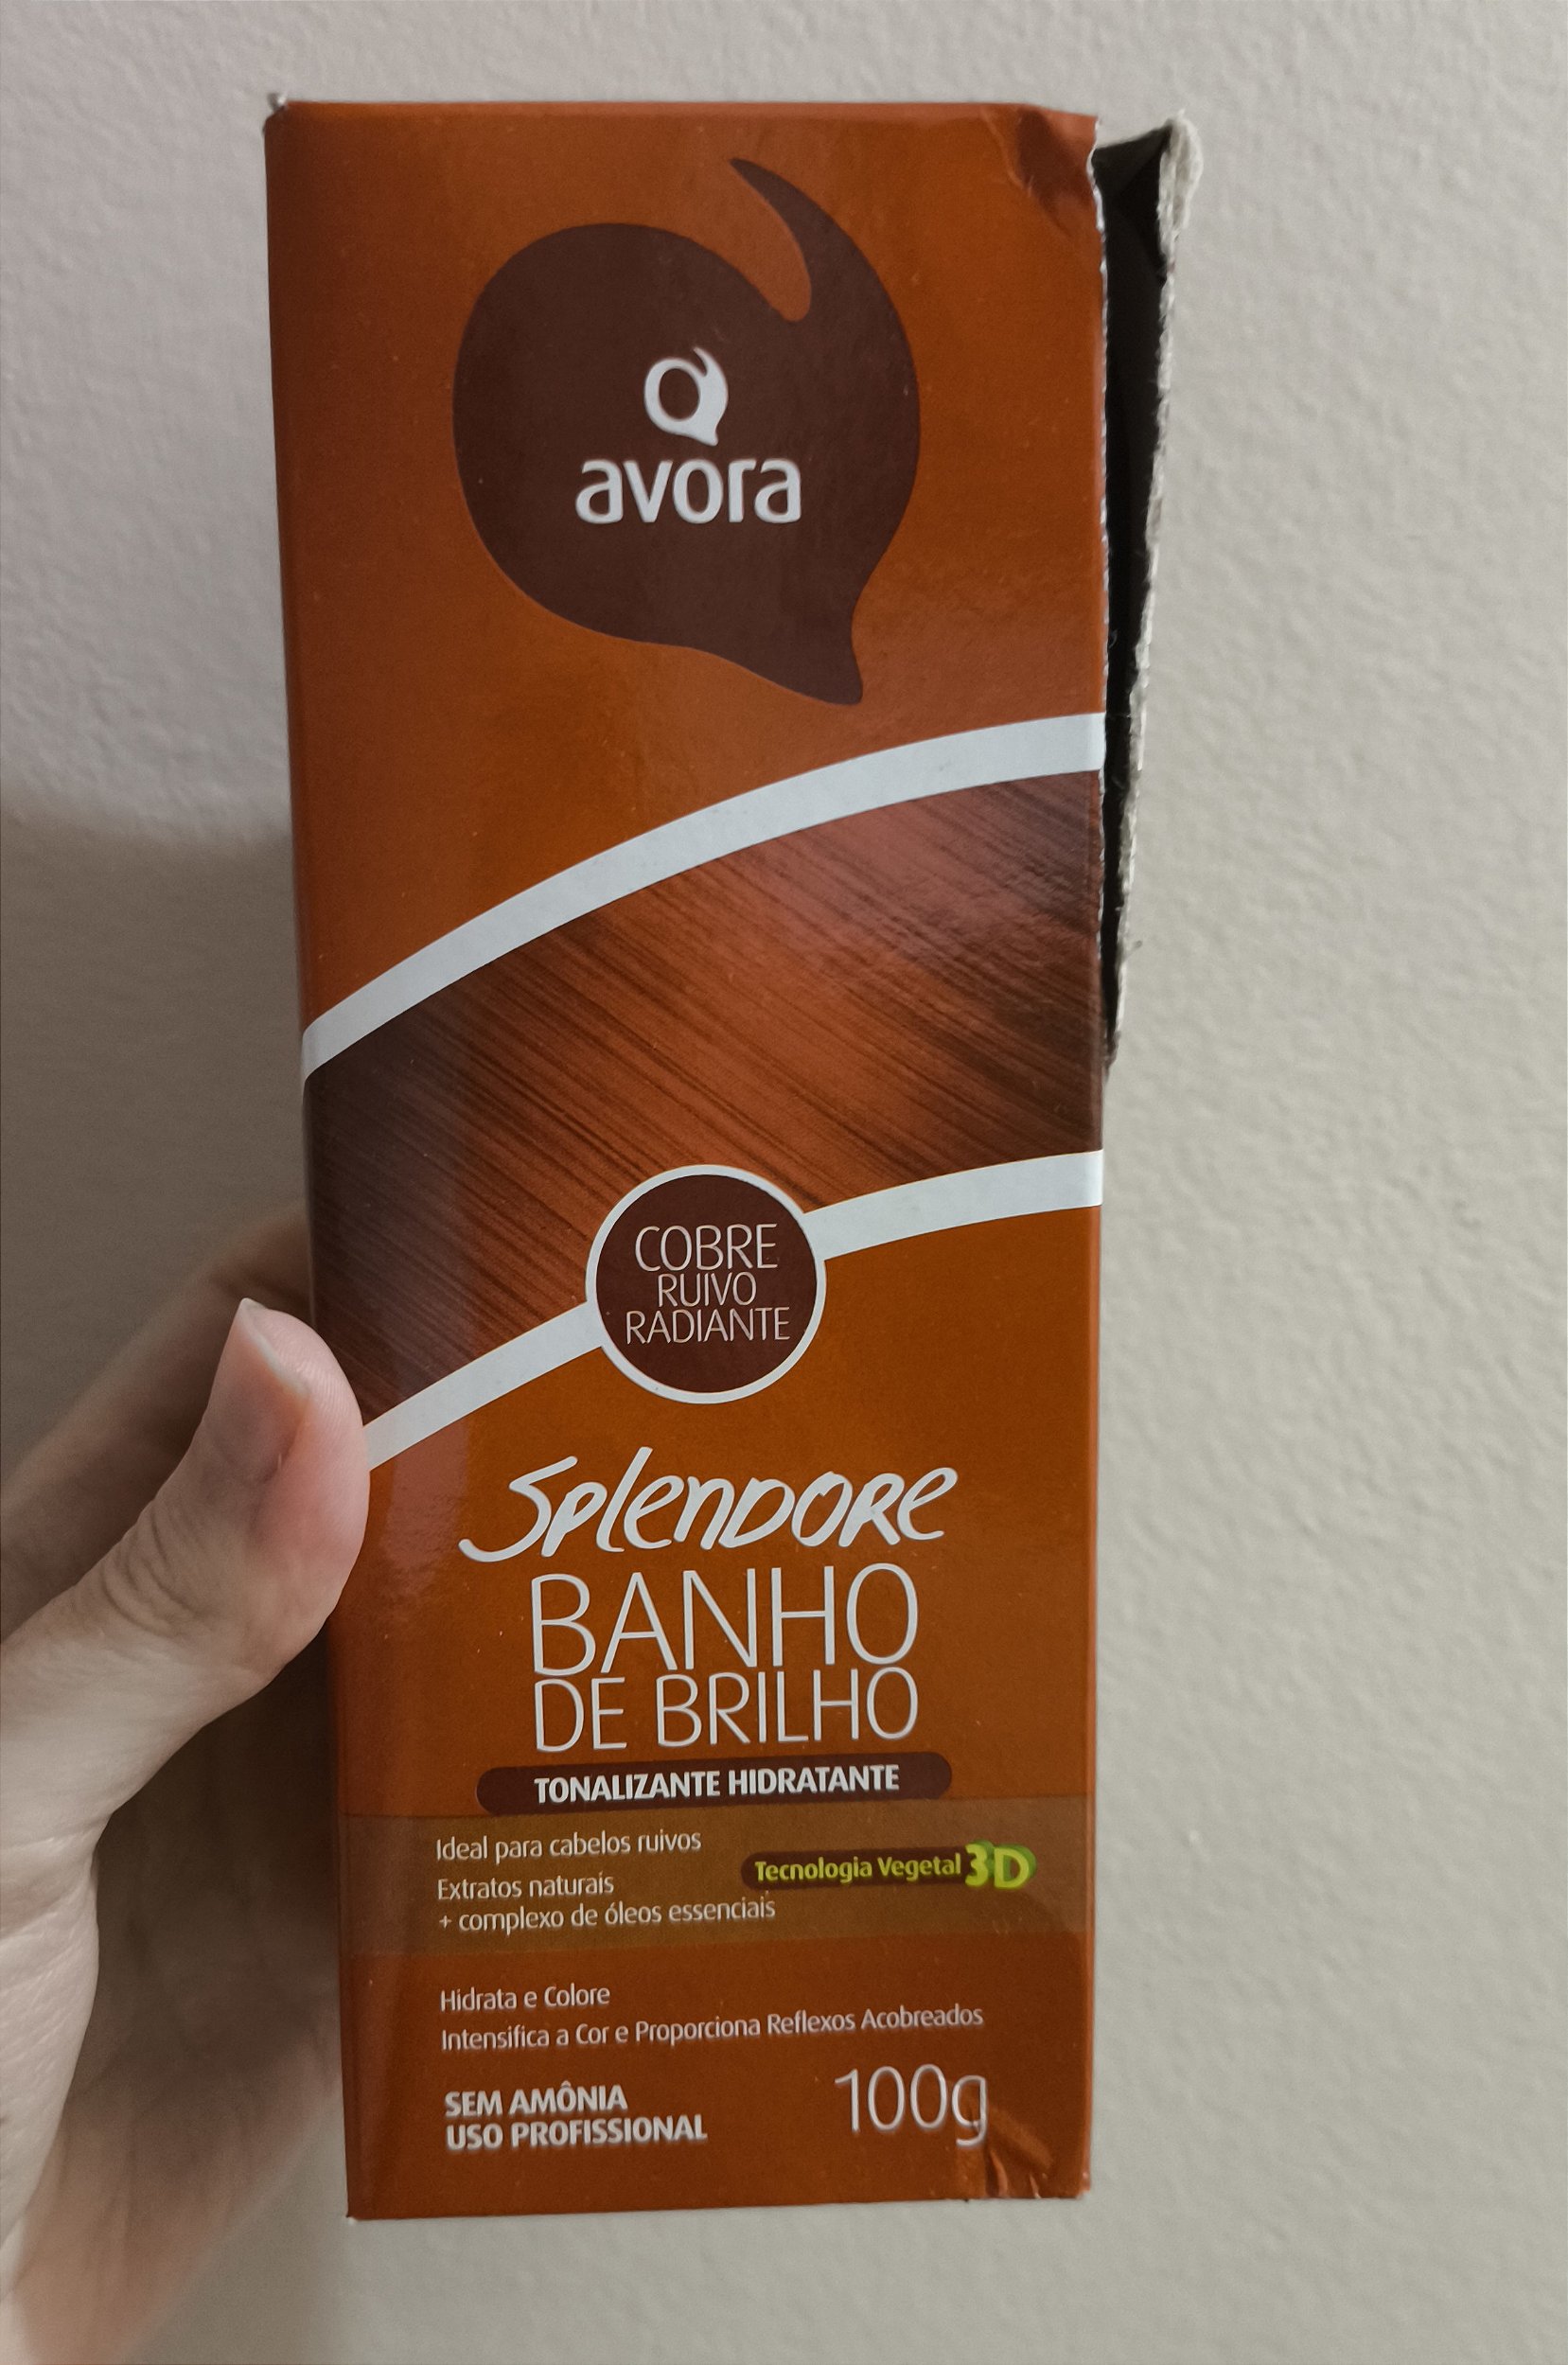 avora
COBRE
RUIVO
RADIANTE
Splendore
BANHO
DE BRILHO
TONALIZANTE HIDRATANTE
Ideal para cabelos ruivos
Extratos naturais
+ complexo de óleos essenciais
Tecnologia Vegetal 3D
Hidrata e Colore
Intensifica a Cor e Proporciona Reflexos Acobreados
SEM AMÔNIA
USO PROFISSIONAL
100g